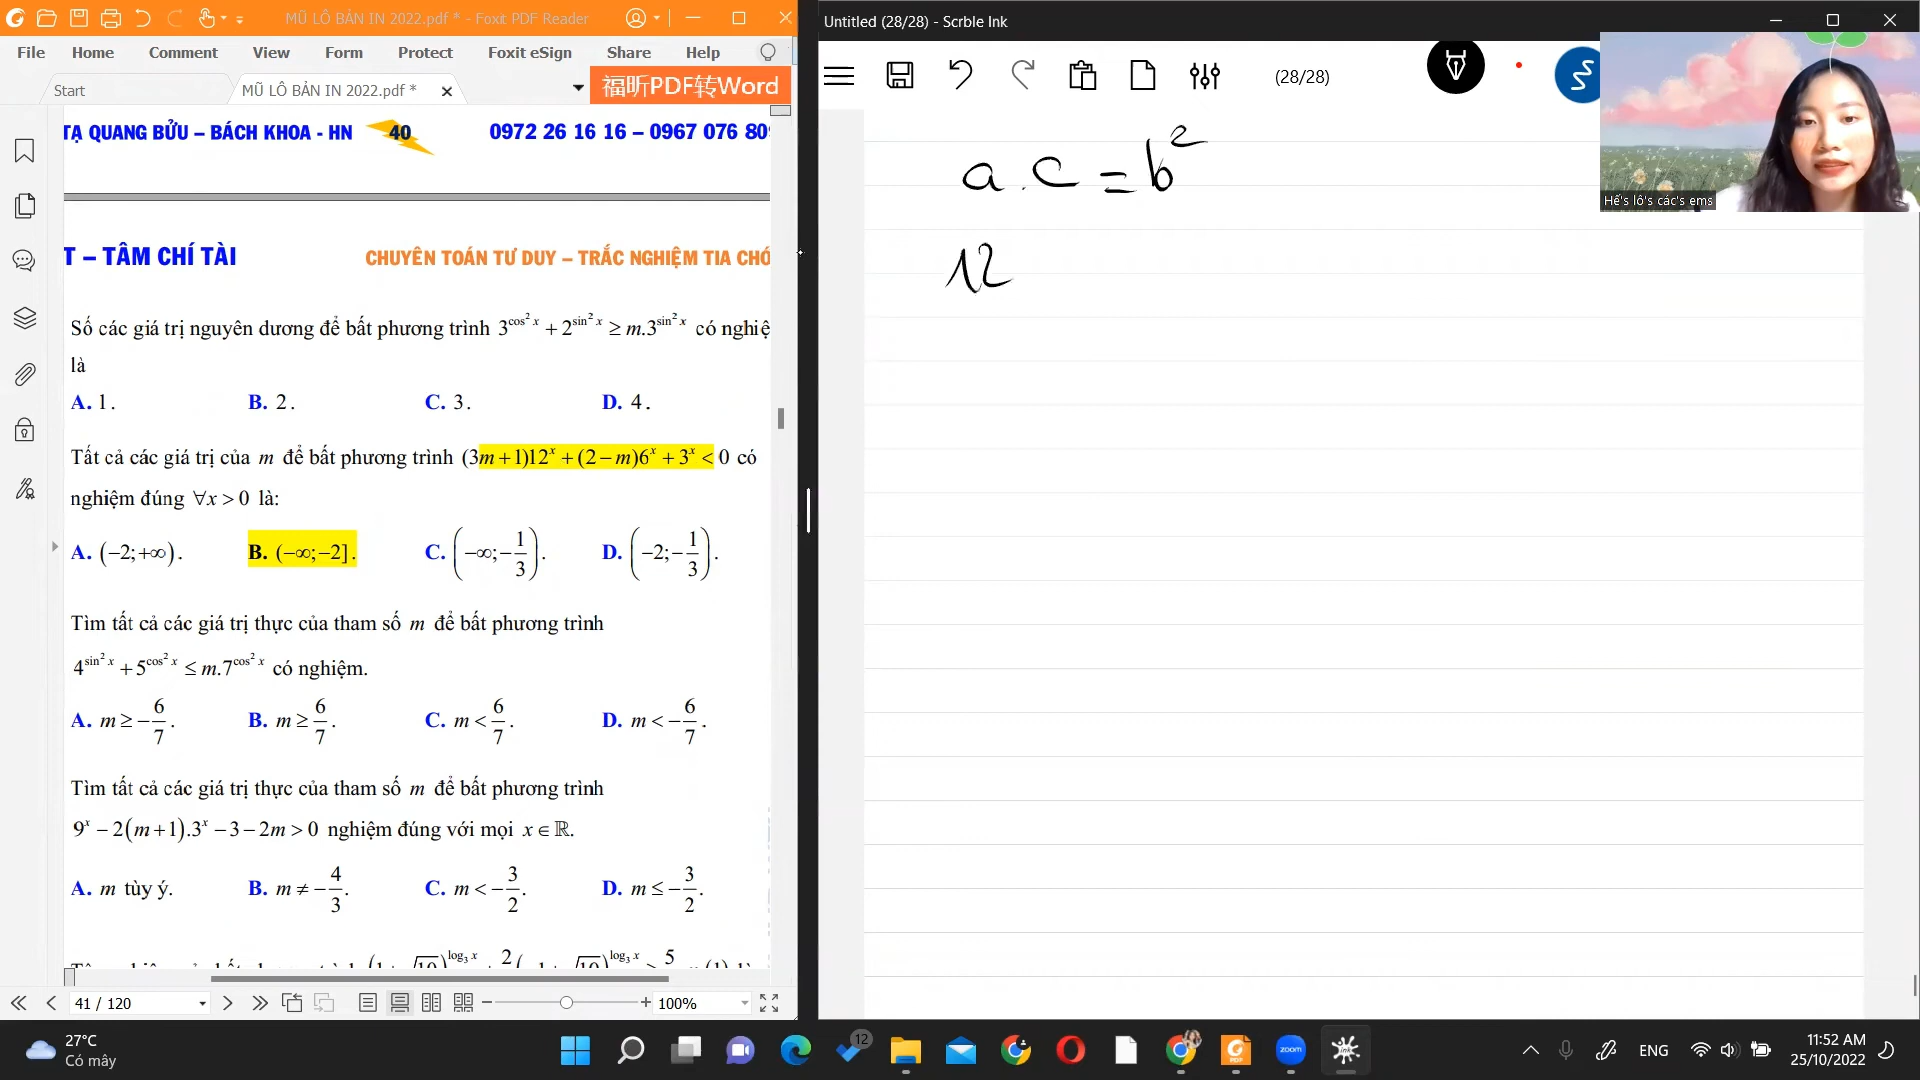 MŨ LÔ BẢN IN 2022.pdf * - Foxit PDF Reader
File Home Comment View Form Protect Foxit eSign Share Help
Start MŨ LÔ BẢN IN 2022.pdf *
福昕PDF转Word
TẠ QUANG BỬU – BÁCH KHOA - HN 40 0972 26 16 16 – 0967 076 80
T – TÂM CHÍ TÀI CHUYÊN TOÁN TƯ DUY – TRẮC NGHIỆM TIA CHỚ
Số các giá trị nguyên dương để bất phương trình 3^{cos² x} + 2^{sin² x} ≥ m.3^{sin² x} có nghiệ
là
A. 1. B. 2. C. 3. D. 4.
Tất cả các giá trị của m để bất phương trình (3m+1)12^x + (2−m)6^x + 3^x < 0 có
nghiệm đúng ∀x > 0 là:
A. (−2;+∞). B. (−∞;−2]. C. (−∞;−1/3). D. (−2;−1/3).
Tìm tất cả các giá trị thực của tham số m để bất phương trình
4^{sin² x} + 5^{cos² x} ≤ m.7^{cos² x} có nghiệm.
A. m ≥ −6/7. B. m ≥ 6/7. C. m < 6/7. D. m < −6/7.
Tìm tất cả các giá trị thực của tham số m để bất phương trình
9^x − 2(m+1).3^x − 3 − 2m > 0 nghiệm đúng với mọi x ∈ ℝ.
A. m tùy ý. B. m ≠ −4/3. C. m < −3/2. D. m ≤ −3/2.
41 / 120 100%
Untitled (28/28) - Scrble Ink
(28/28)
a.c = b²
12
Hế's lô's các's ems
27°C
Có mây
12
zoom
ENG
11:52 AM
25/10/2022